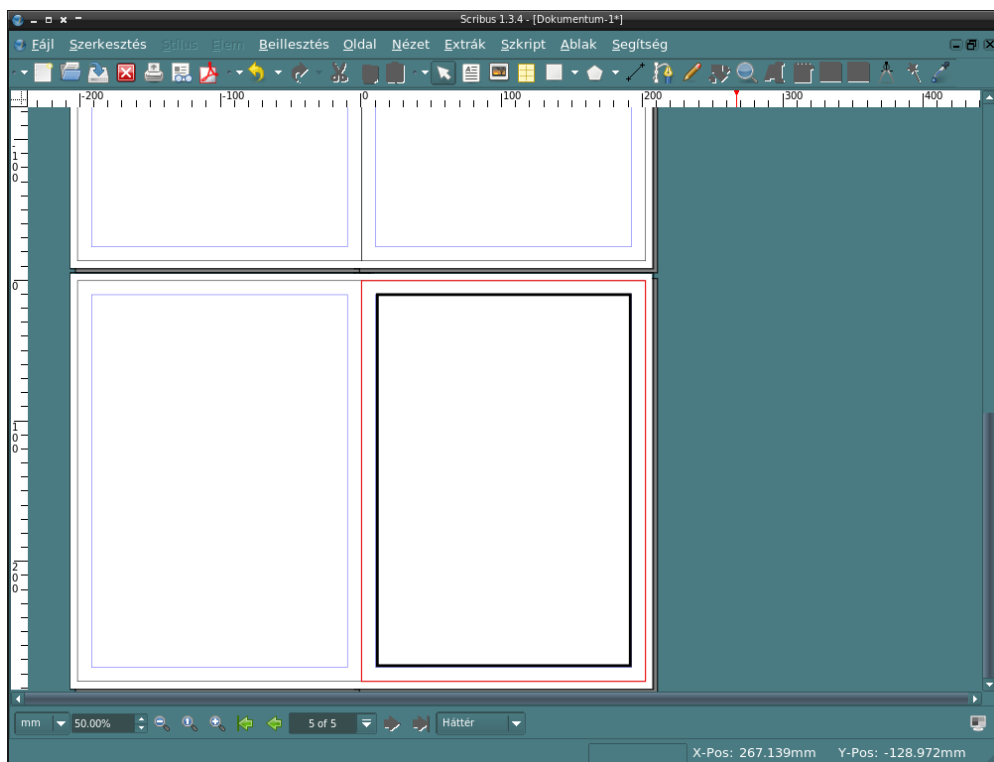 Scribus 1.3.4 - [Dokumentum-1*]
Fájl Szerkesztés Stílus Elem Beillesztés Oldal Nézet Extrák Szkript Ablak Segítség
-200 -100 0 100 200 300 400
-100
0
100
200
mm 50.00% 5 of 5 Háttér
X-Pos: 267.139mm Y-Pos: -128.972mm